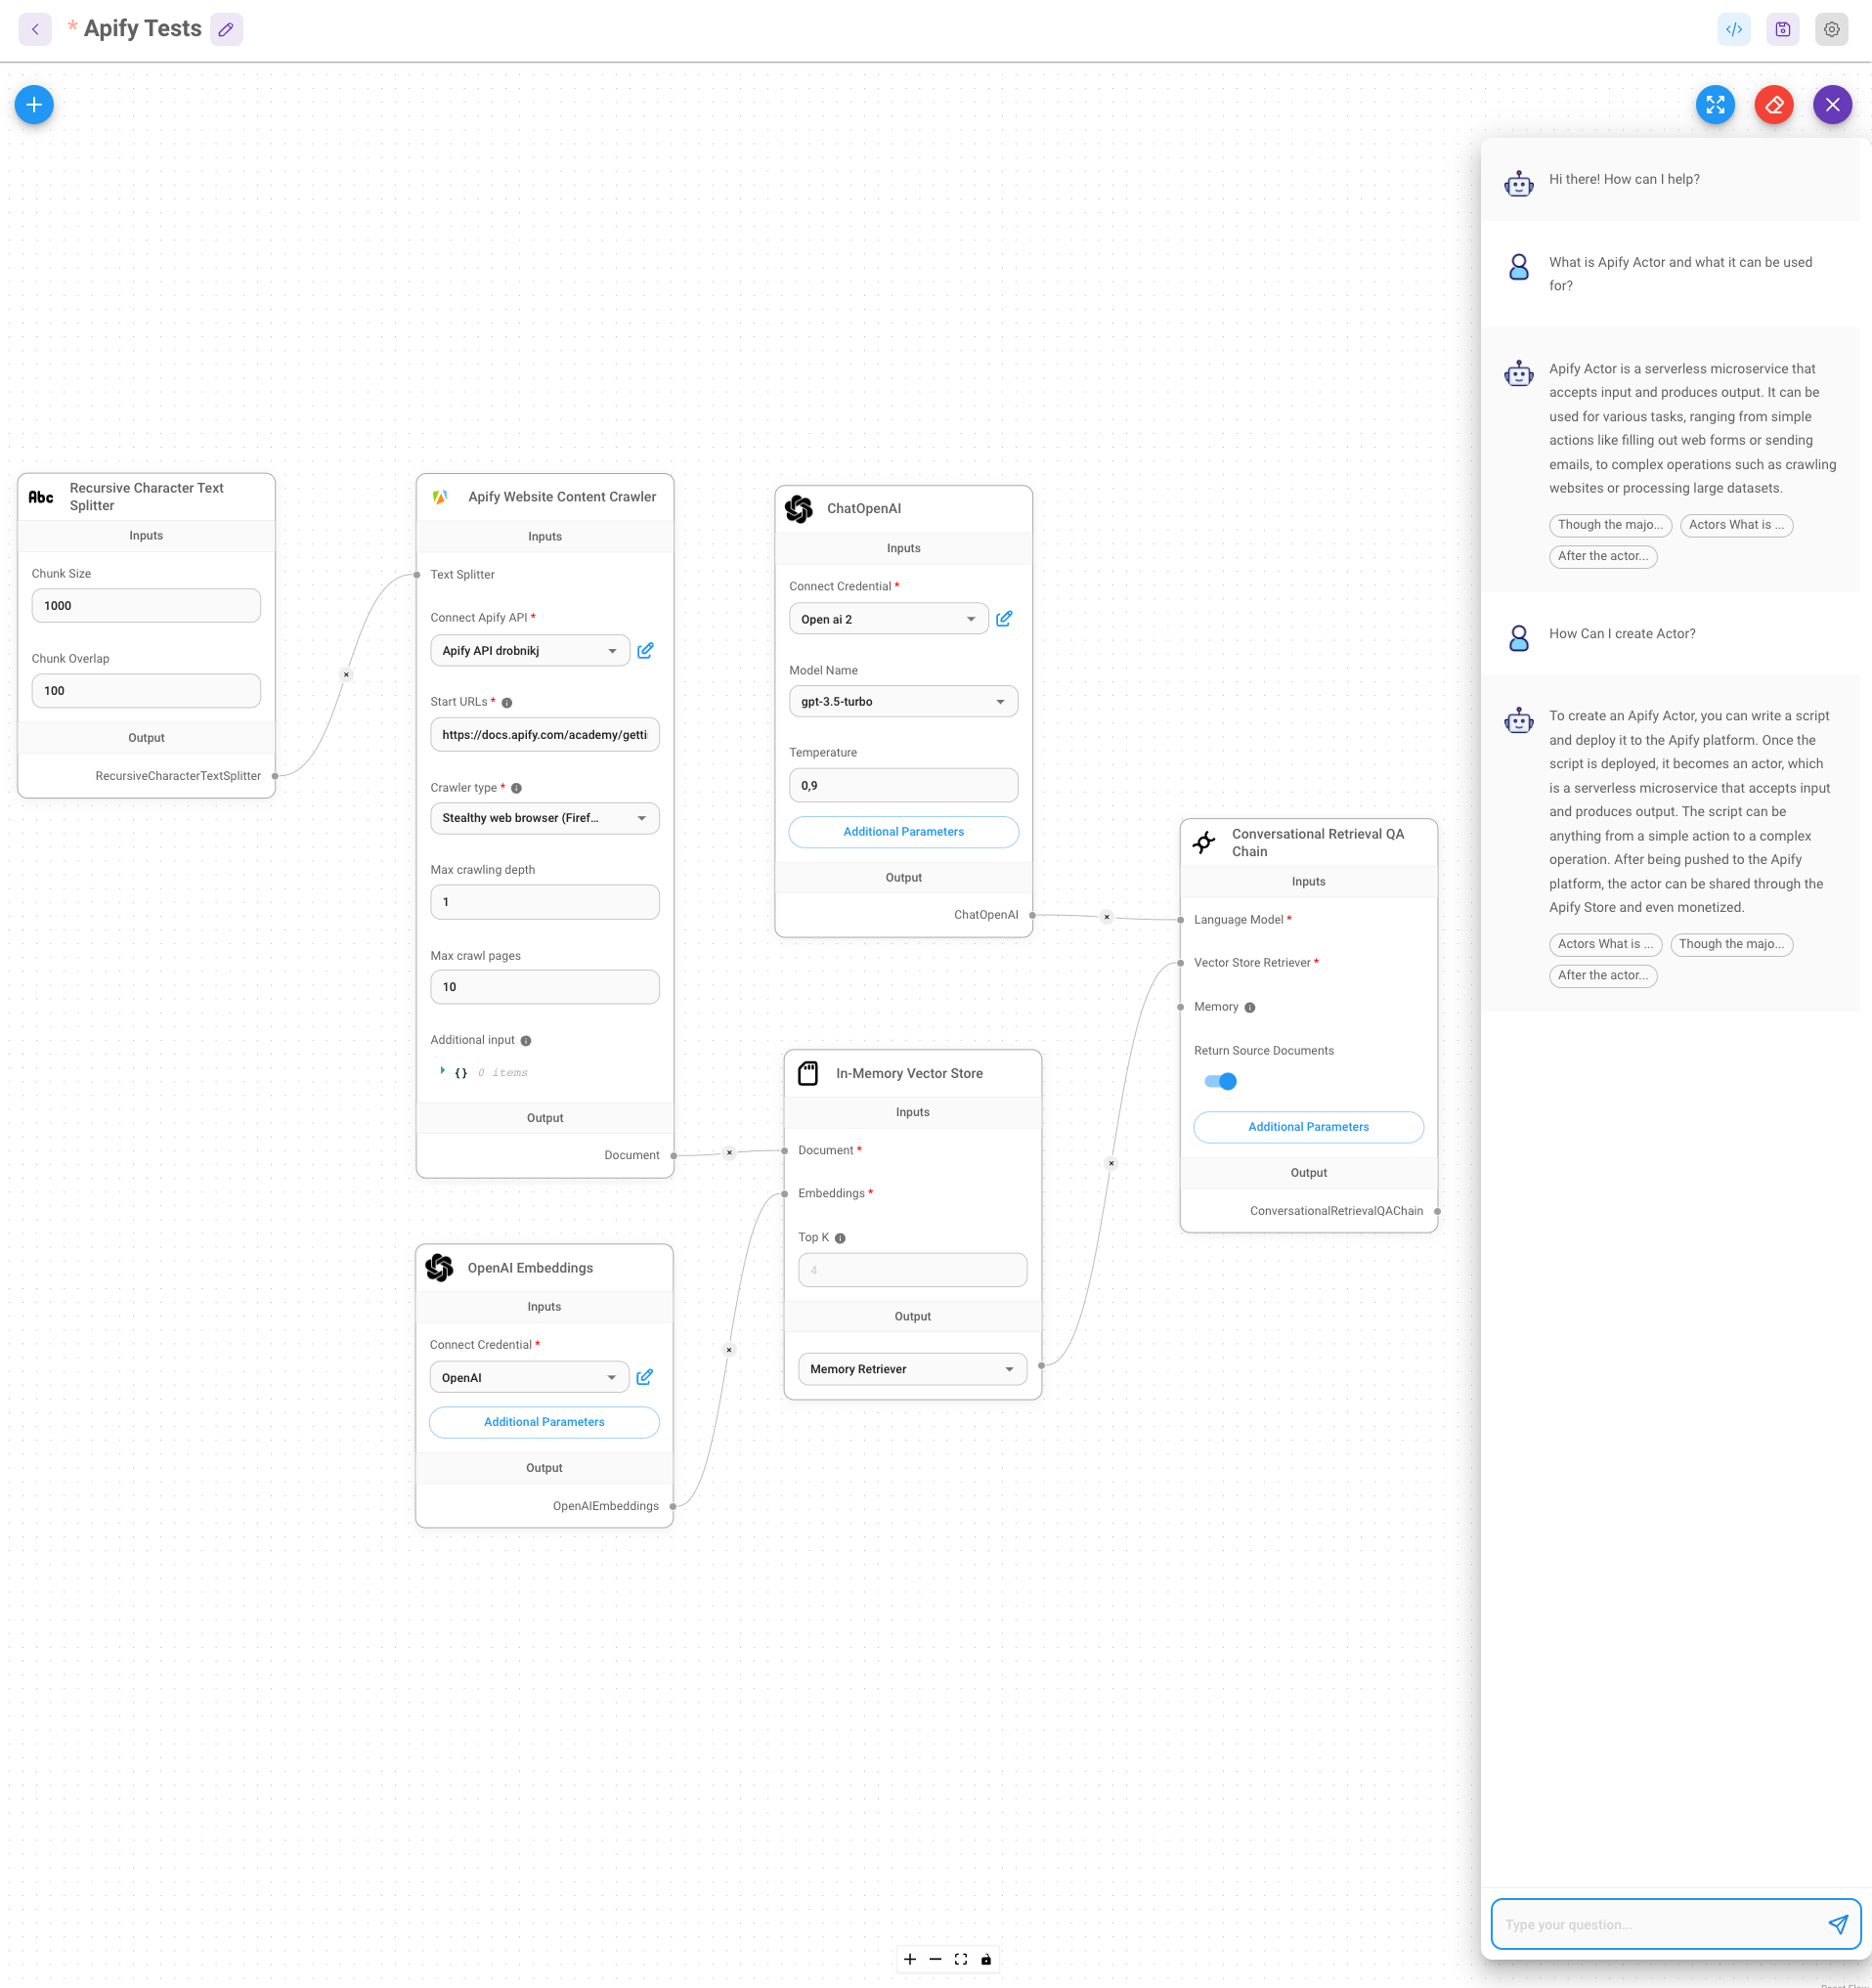 * Apify Tests
Hi there! How can I help?
What is Apify Actor and what it can be used
for?
Apify Actor is a serverless microservice that
accepts input and produces output. It can be
used for various tasks, ranging from simple
actions like filling out web forms or sending
emails, to complex operations such as crawling
websites or processing large datasets.
Though the majo...
Actors What is ...
After the actor...
How Can I create Actor?
To create an Apify Actor, you can write a script
and deploy it to the Apify platform. Once the
script is deployed, it becomes an actor, which
is a serverless microservice that accepts input
and produces output. The script can be
anything from a simple action to a complex
operation. After being pushed to the Apify
platform, the actor can be shared through the
Apify Store and even monetized.
Actors What is ...
Though the majo...
After the actor...
Type your question...
Abc
Recursive Character Text
Splitter
Inputs
Chunk Size
1000
Chunk Overlap
100
Output
RecursiveCharacterTextSplitter
Apify Website Content Crawler
Inputs
Text Splitter
Connect Apify API *
Apify API drobnikj
Start URLs *
https://docs.apify.com/academy/getti
Crawler type *
Stealthy web browser (Firef...
Max crawling depth
1
Max crawl pages
10
Additional input
{} 0 items
Output
Document
OpenAI Embeddings
Inputs
Connect Credential *
OpenAI
Additional Parameters
Output
OpenAIEmbeddings
ChatOpenAI
Inputs
Connect Credential *
Open ai 2
Model Name
gpt-3.5-turbo
Temperature
0,9
Additional Parameters
Output
ChatOpenAI
In-Memory Vector Store
Inputs
Document *
Embeddings *
Top K
4
Output
Memory Retriever
Conversational Retrieval QA
Chain
Inputs
Language Model *
Vector Store Retriever *
Memory
Return Source Documents
Additional Parameters
Output
ConversationalRetrievalQAChain